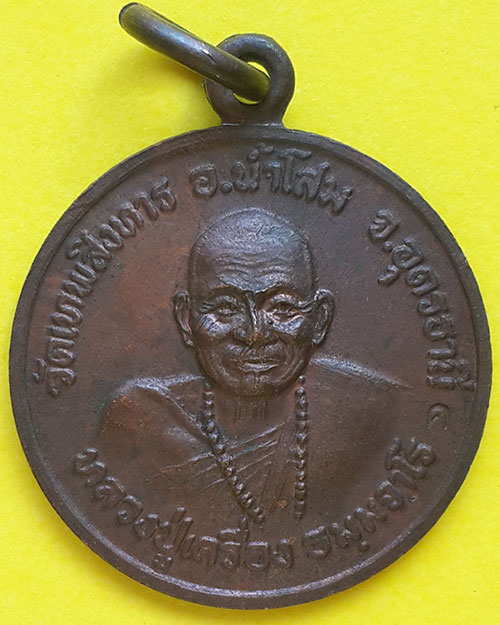 วัดเทพสิงหาร อ.น้ำโสม จ.อุดรธานี
หลวงปู่เครื่อง ธมฺมจาโร